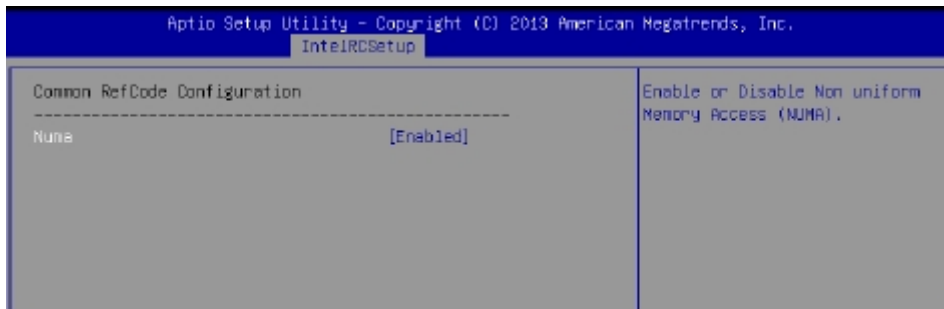 Aptio Setup Utility - Copyright (C) 2013 American Megatrends, Inc.
IntelRCSetup
Common RefCode Configuration
Numa [Enabled]
Enable or Disable Non uniform
Memory Access (NUMA).